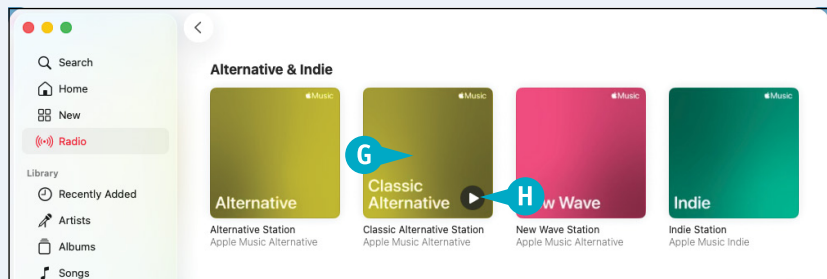 Search
Home
New
Radio
Library
Recently Added
Artists
Albums
Songs
Alternative & Indie
Music
Alternative
Alternative Station
Apple Music Alternative
Music
G
Classic
Alternative
H
Classic Alternative Station
Apple Music Alternative
Music
w Wave
New Wave Station
Apple Music Alternative
Music
Indie
Indie Station
Apple Music Indie